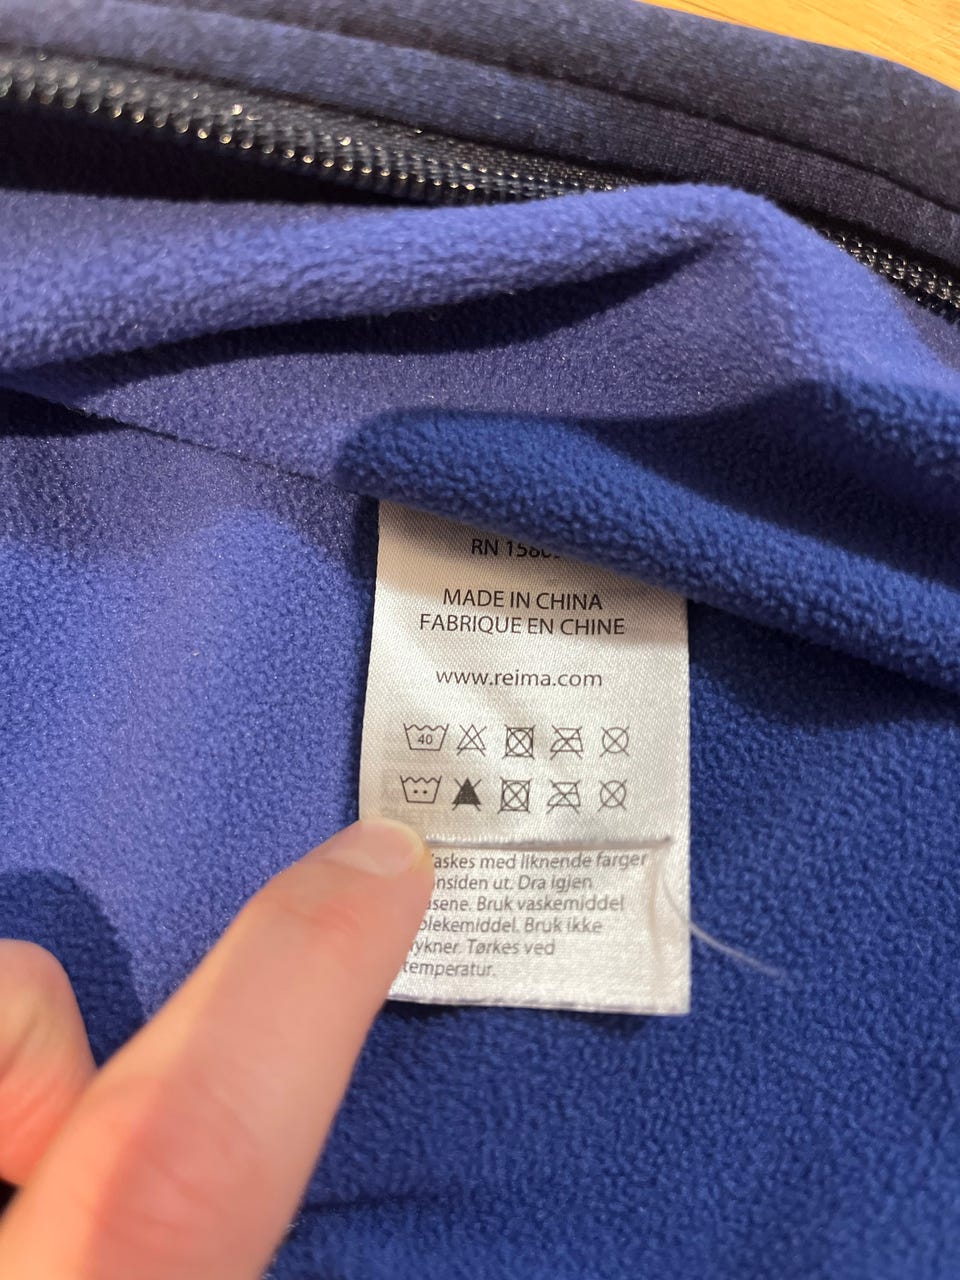 RN
MADE IN CHINA
FABRIQUE EN CHINE
www.reima.com
40
med liknende farger
ut. Dra igjen
Bruk vaskemiddel
Bruk ikke
Tørkes ved